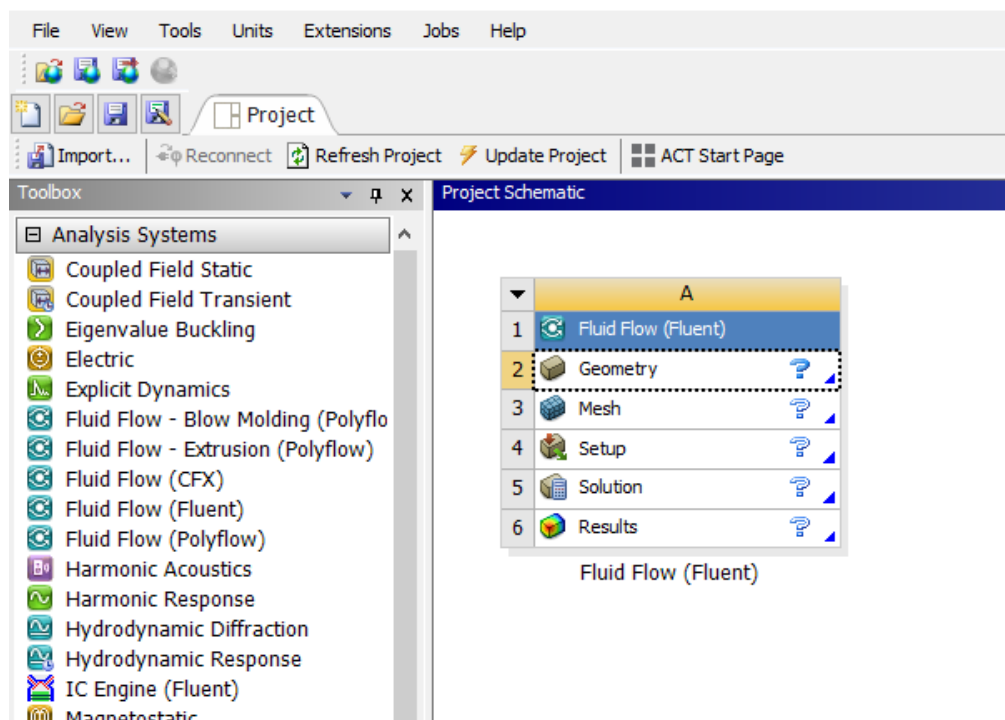 File View Tools Units Extensions Jobs Help
Project
Import... Reconnect Refresh Project Update Project ACT Start Page
Toolbox
Project Schematic
Analysis Systems
Coupled Field Static
Coupled Field Transient
Eigenvalue Buckling
Electric
Explicit Dynamics
Fluid Flow - Blow Molding (Polyflo
Fluid Flow - Extrusion (Polyflow)
Fluid Flow (CFX)
Fluid Flow (Fluent)
Fluid Flow (Polyflow)
Harmonic Acoustics
Harmonic Response
Hydrodynamic Diffraction
Hydrodynamic Response
IC Engine (Fluent)
Magnetostatic
A
1 Fluid Flow (Fluent)
2 Geometry ?
3 Mesh ?
4 Setup ?
5 Solution ?
6 Results ?
Fluid Flow (Fluent)